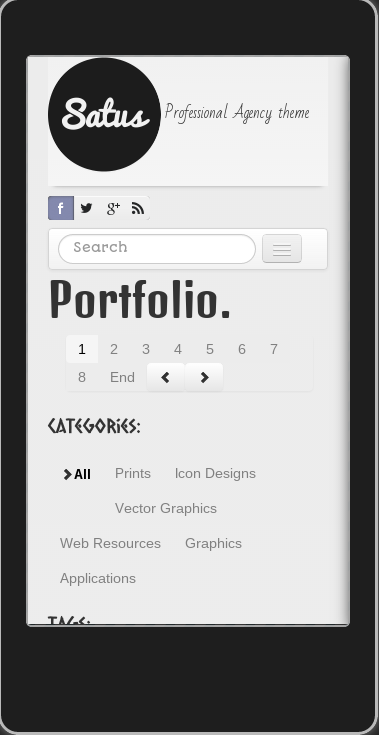 Satus
Professional Agency theme
f g+
Search
Portfolio.
1 2 3 4 5 6 7
8 End
CATEGORiES:
All Prints Icon Designs
Vector Graphics
Web Resources Graphics
Applications
TAGS: